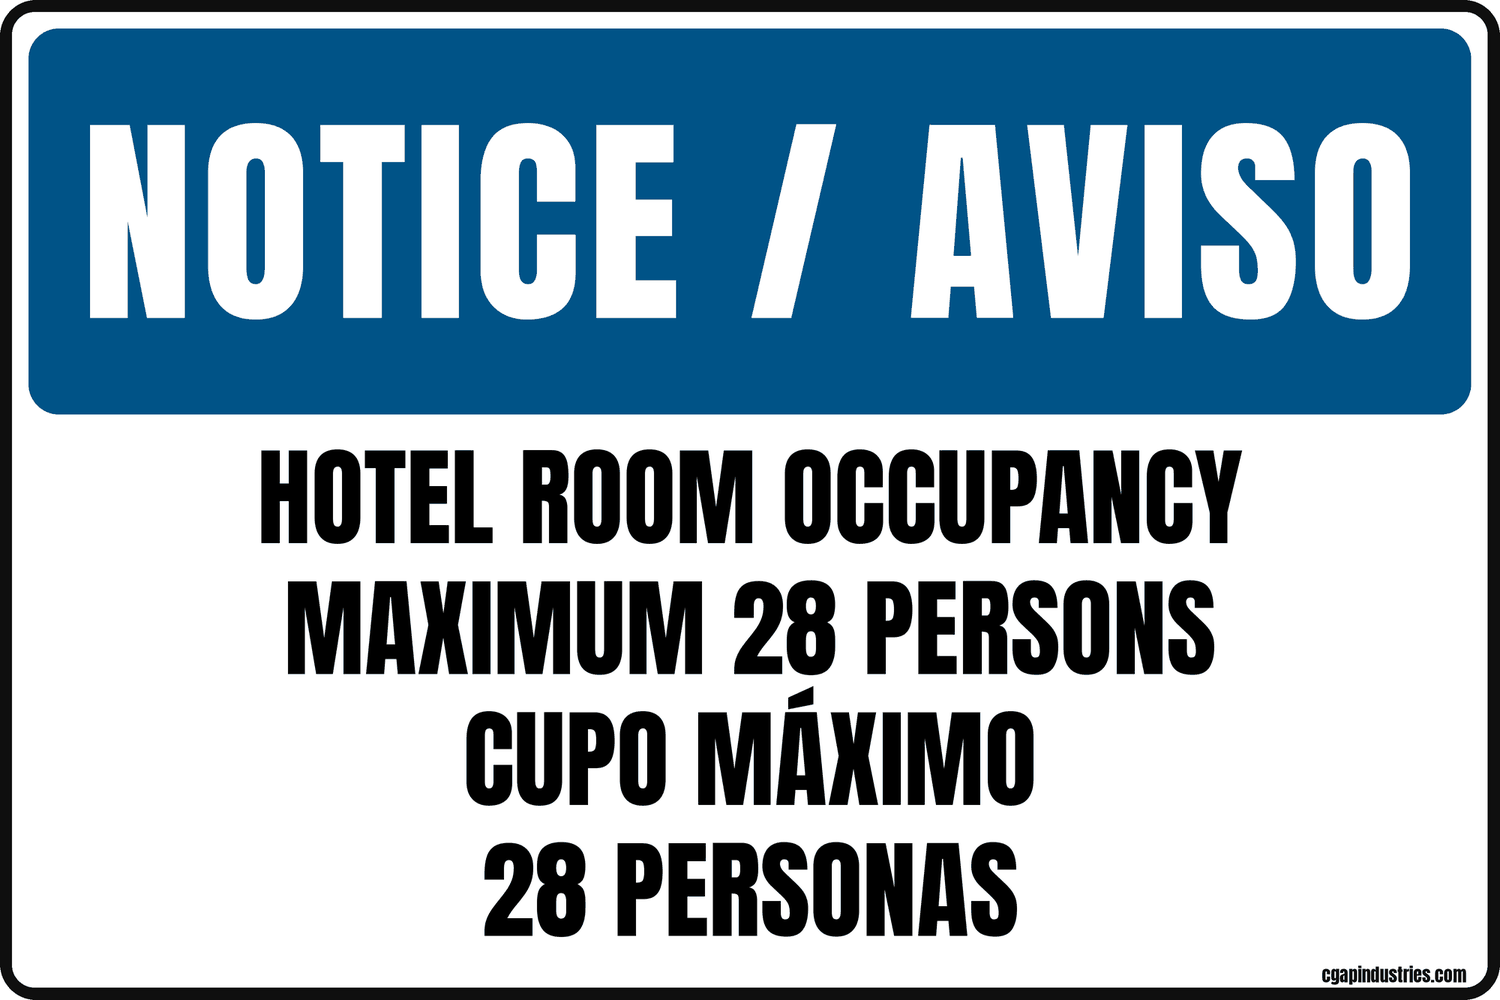 NOTICE / AVISO
HOTEL ROOM OCCUPANCY
MAXIMUM 28 PERSONS
CUPO MÁXIMO
28 PERSONAS
cgapindustries.com